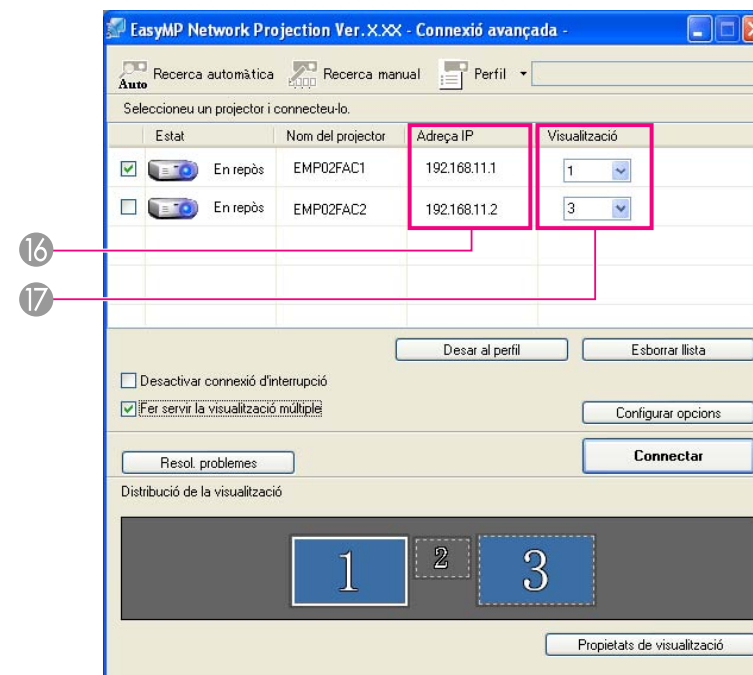 EasyMP Network Projection Ver. X.XX - Connexió avançada -
Auto Recerca automàtica Recerca manual Perfil
Seleccioneu un projector i connecteu-lo.
Estat Nom del projector Adreça IP Visualització
En repòs EMP02FAC1 192.168.11.1 1
En repòs EMP02FAC2 192.168.11.2 3
16
17
Desar al perfil Esborrar llista
Desactivar connexió d'interrupció
Fer servir la visualització múltiple
Configurar opcions
Resol. problemes Connectar
Distribució de la visualització
1 2 3
Propietats de visualització